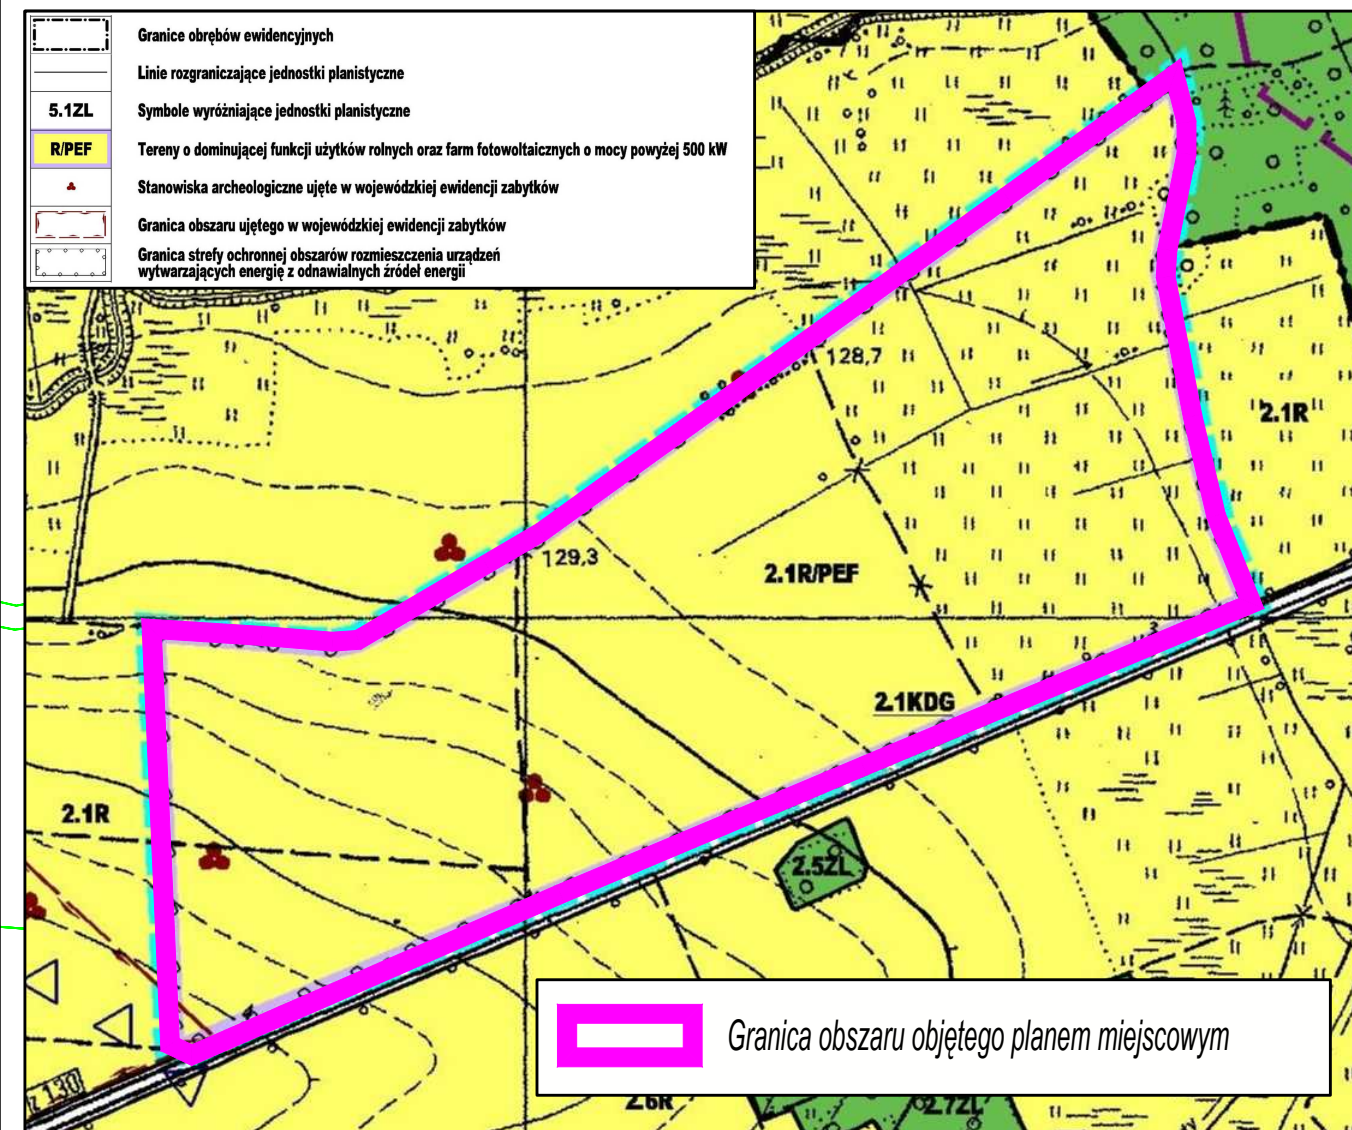 Granice obrębów ewidencyjnych
Linie rozgraniczające jednostki planistyczne
5.1ZL Symbole wyróżniające jednostki planistyczne
R/PEF Tereny o dominującej funkcji użytków rolnych oraz farm fotowoltaicznych o mocy powyżej 500 kW
Stanowiska archeologiczne ujęte w wojewódzkiej ewidencji zabytków
Granica obszaru ujętego w wojewódzkiej ewidencji zabytków
Granica strefy ochronnej obszarów rozmieszczenia urządzeń
wytwarzających energię z odnawialnych źródeł energii
128,7
2.1R
129,3
2.1R/PEF
2.1KDG
2.1R
2.5ZL
Granica obszaru objętego planem miejscowym
z 130
2.6R
2.7ZL